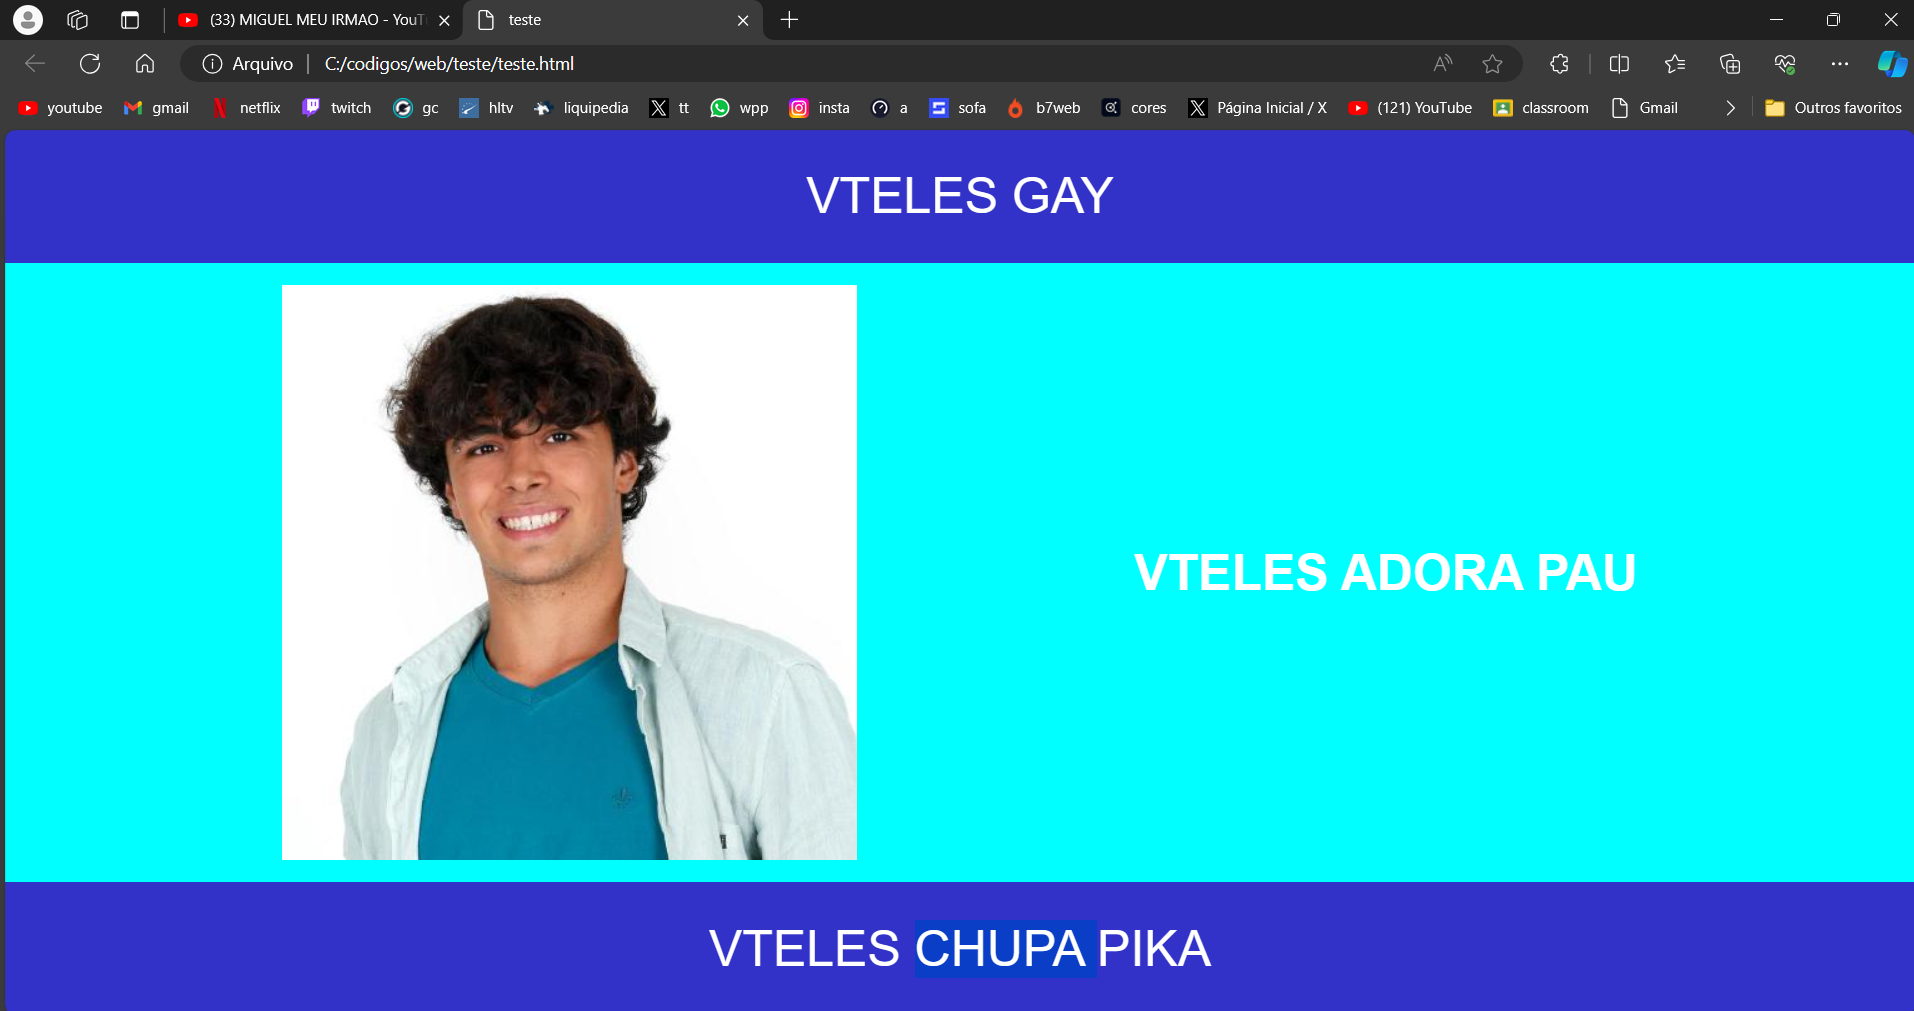 (33) MIGUEL MEU IRMAO - YouT
teste
Arquivo
C:/codigos/web/teste/teste.html
youtube
gmail
netflix
twitch
gc
hltv
liquipedia
tt
wpp
insta
a
sofa
b7web
cores
Página Inicial / X
(121) YouTube
classroom
Gmail
Outros favoritos
VTELES GAY
VTELES ADORA PAU
VTELES CHUPA PIKA